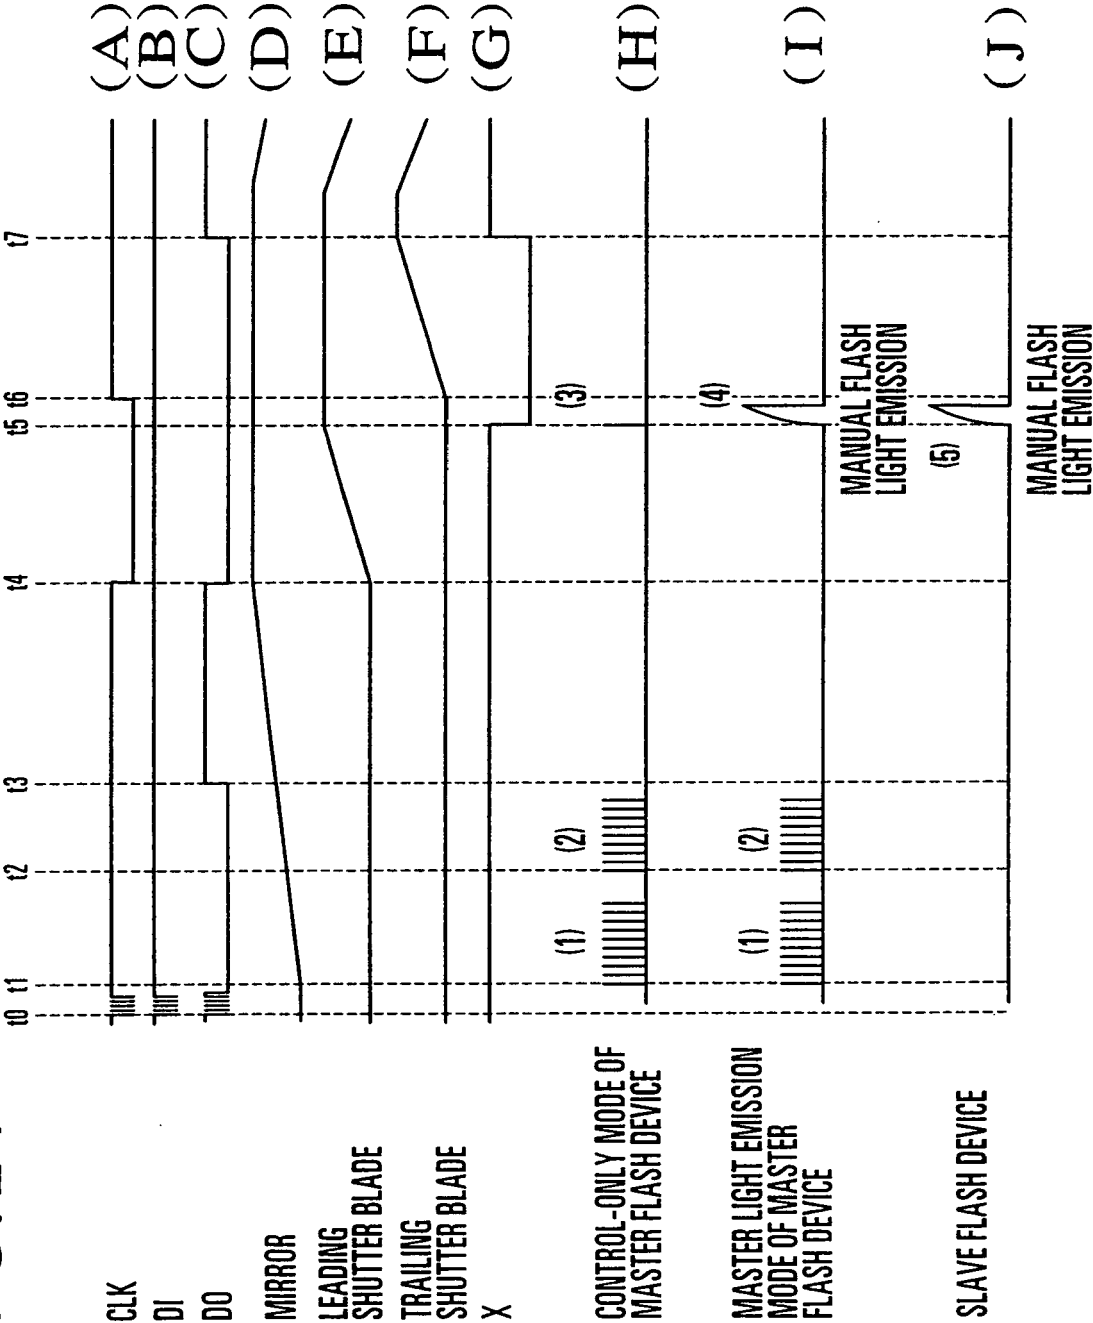 t0 t1 t2 t3 t4 t5 t6 t7
CLK (A)
DI (B)
DO (C)
MIRROR (D)
LEADING
SHUTTER BLADE (E)
TRAILING
SHUTTER BLADE (F)
X (G)
(1) (2) (3)
CONTROL-ONLY MODE OF
MASTER FLASH DEVICE (H)
(1) (2) (4)
MASTER LIGHT EMISSION
MODE OF MASTER
FLASH DEVICE (I)
MANUAL FLASH
LIGHT EMISSION
(5)
SLAVE FLASH DEVICE (J)
MANUAL FLASH
LIGHT EMISSION